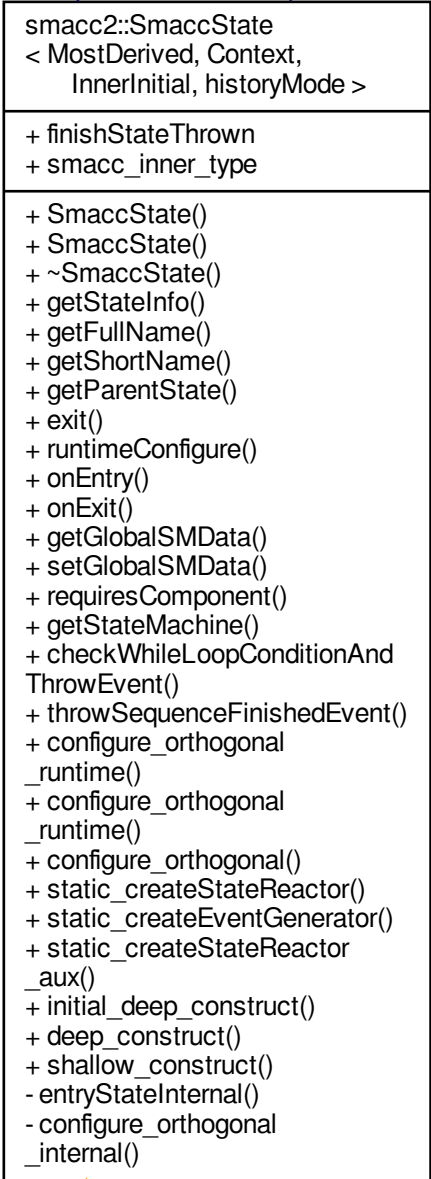 smacc2::SmaccState
< MostDerived, Context,
InnerInitial, historyMode >
+ finishStateThrown
+ smacc_inner_type
+ SmaccState()
+ SmaccState()
+ ~SmaccState()
+ getStateInfo()
+ getFullName()
+ getShortName()
+ getParentState()
+ exit()
+ runtimeConfigure()
+ onEntry()
+ onExit()
+ getGlobalSMData()
+ setGlobalSMData()
+ requiresComponent()
+ getStateMachine()
+ checkWhileLoopConditionAnd
ThrowEvent()
+ throwSequenceFinishedEvent()
+ configure_orthogonal
_runtime()
+ configure_orthogonal
_runtime()
+ configure_orthogonal()
+ static_createStateReactor()
+ static_createEventGenerator()
+ static_createStateReactor
_aux()
+ initial_deep_construct()
+ deep_construct()
+ shallow_construct()
- entryStateInternal()
- configure_orthogonal
_internal()